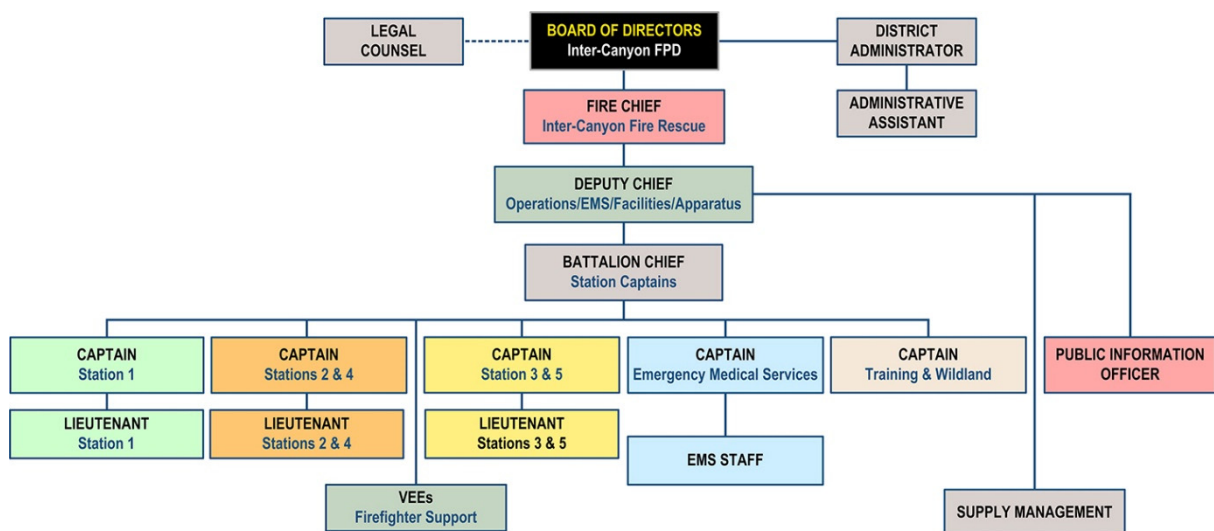 LEGAL
COUNSEL
BOARD OF DIRECTORS
Inter-Canyon FPD
DISTRICT
ADMINISTRATOR
ADMINISTRATIVE
ASSISTANT
FIRE CHIEF
Inter-Canyon Fire Rescue
DEPUTY CHIEF
Operations/EMS/Facilities/Apparatus
BATTALION CHIEF
Station Captains
CAPTAIN
Station 1
CAPTAIN
Stations 2 & 4
CAPTAIN
Station 3 & 5
CAPTAIN
Emergency Medical Services
CAPTAIN
Training & Wildland
PUBLIC INFORMATION
OFFICER
LIEUTENANT
Station 1
LIEUTENANT
Stations 2 & 4
LIEUTENANT
Stations 3 & 5
EMS STAFF
VEEs
Firefighter Support
SUPPLY MANAGEMENT